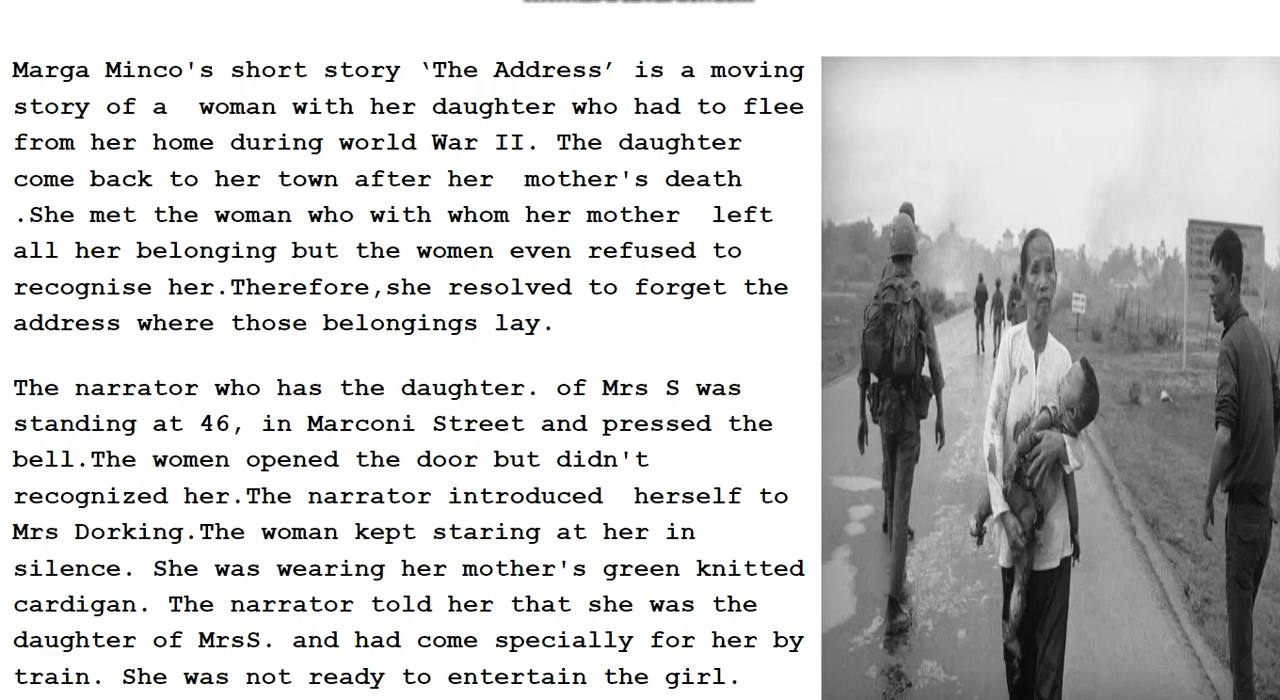 Marga Minco's short story ‘The Address’ is a moving
story of a  woman with her daughter who had to flee
from her home during world War II. The daughter
come back to her town after her  mother's death
.She met the woman who with whom her mother  left
all her belonging but the women even refused to
recognise her.Therefore,she resolved to forget the
address where those belongings lay.
The narrator who has the daughter. of Mrs S was
standing at 46, in Marconi Street and pressed the
bell.The women opened the door but didn't
recognized her.The narrator introduced  herself to
Mrs Dorking.The woman kept staring at her in
silence. She was wearing her mother's green knitted
cardigan. The narrator told her that she was the
daughter of MrsS. and had come specially for her by
train. She was not ready to entertain the girl.